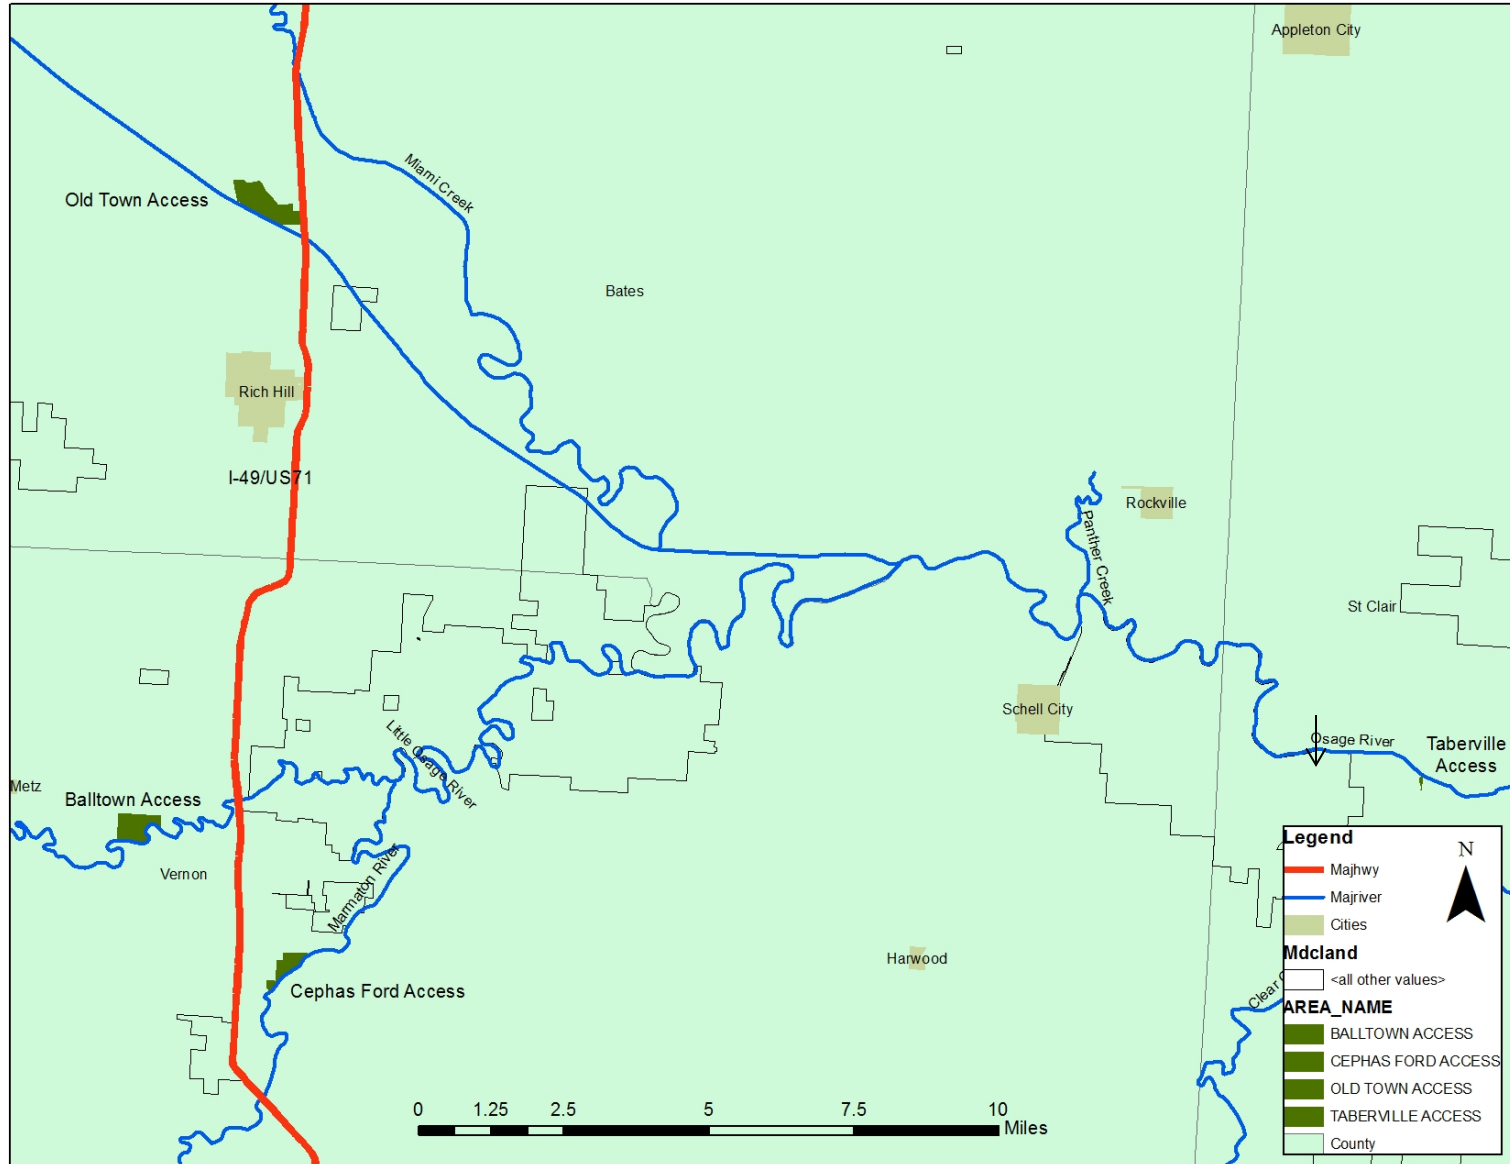 Appleton City
Miami Creek
Old Town Access
Bates
Rich Hill
I-49/US71
Rockville
Panther Creek
St Clair
Schell City
Osage River
Taberville
Access
Little Osage River
Metz
Balltown Access
Vernon
Marmaton River
Harwood
Cephas Ford Access
Clear
0 1.25 2.5 5 7.5 10
Miles
Legend
N
Majhwy
Majriver
Cities
Mdcland
<all other values>
AREA_NAME
BALLTOWN ACCESS
CEPHAS FORD ACCESS
OLD TOWN ACCESS
TABERVILLE ACCESS
County